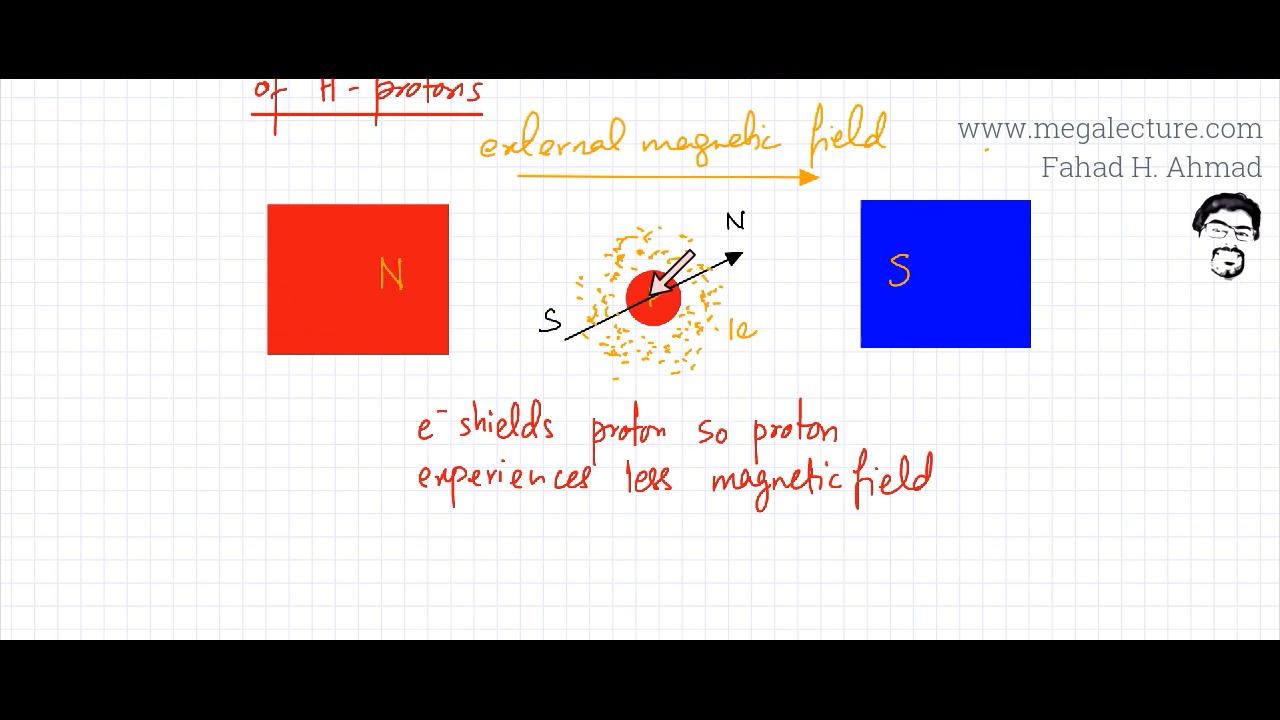 of H - protons
external magnetic field
www.megalecture.com
Fahad H. Ahmad
N
N
S
S
1e
e⁻ shields proton so proton
experiences less magnetic field